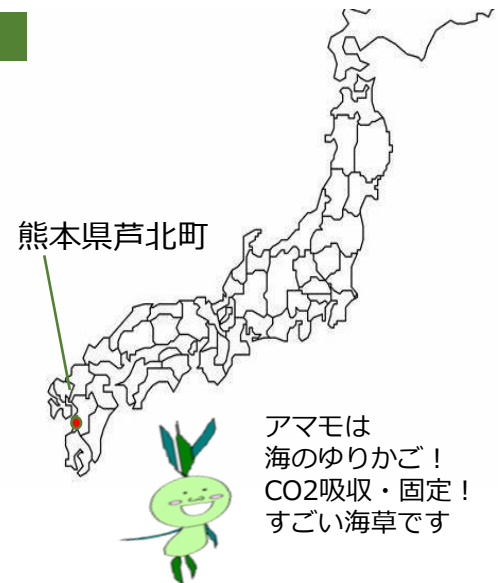 熊本県芦北町
アマモは
海のゆりかご！
CO2吸収・固定！
すごい海草です